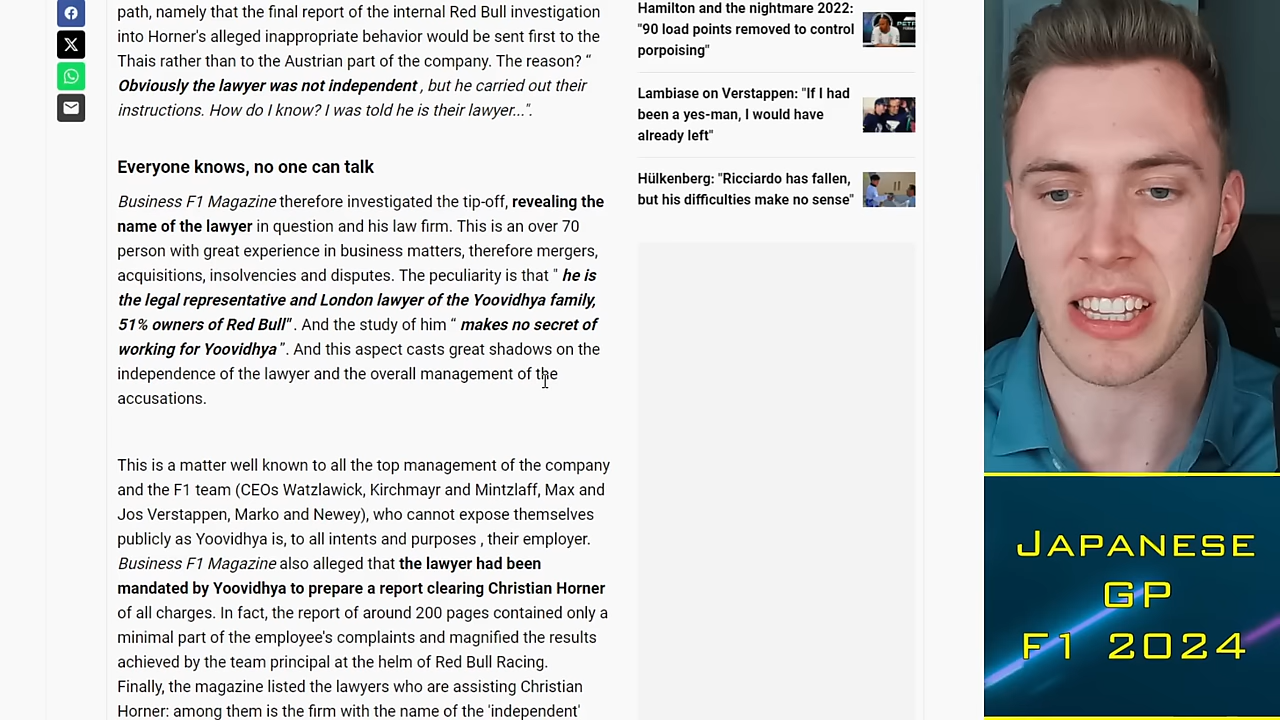 path, namely that the final report of the internal Red Bull investigation
into Horner's alleged inappropriate behavior would be sent first to the
Thais rather than to the Austrian part of the company. The reason? “
Obviously the lawyer was not independent , but he carried out their
instructions. How do I know? I was told he is their lawyer...".
Everyone knows, no one can talk
Business F1 Magazine therefore investigated the tip-off, revealing the
name of the lawyer in question and his law firm. This is an over 70
person with great experience in business matters, therefore mergers,
acquisitions, insolvencies and disputes. The peculiarity is that " he is
the legal representative and London lawyer of the Yoovidhya family,
51% owners of Red Bull" . And the study of him “ makes no secret of
working for Yoovidhya ”. And this aspect casts great shadows on the
independence of the lawyer and the overall management of the
accusations.
This is a matter well known to all the top management of the company
and the F1 team (CEOs Watzlawick, Kirchmayr and Mintzlaff, Max and
Jos Verstappen, Marko and Newey), who cannot expose themselves
publicly as Yoovidhya is, to all intents and purposes , their employer.
Business F1 Magazine also alleged that the lawyer had been
mandated by Yoovidhya to prepare a report clearing Christian Horner
of all charges. In fact, the report of around 200 pages contained only a
minimal part of the employee's complaints and magnified the results
achieved by the team principal at the helm of Red Bull Racing.
Finally, the magazine listed the lawyers who are assisting Christian
Horner: among them is the firm with the name of the 'independent'
Hamilton and the nightmare 2022:
"90 load points removed to control
porpoising"
Lambiase on Verstappen: "If I had
been a yes-man, I would have
already left"
Hülkenberg: "Ricciardo has fallen,
but his difficulties make no sense"
JAPANESE
GP
F1 2024